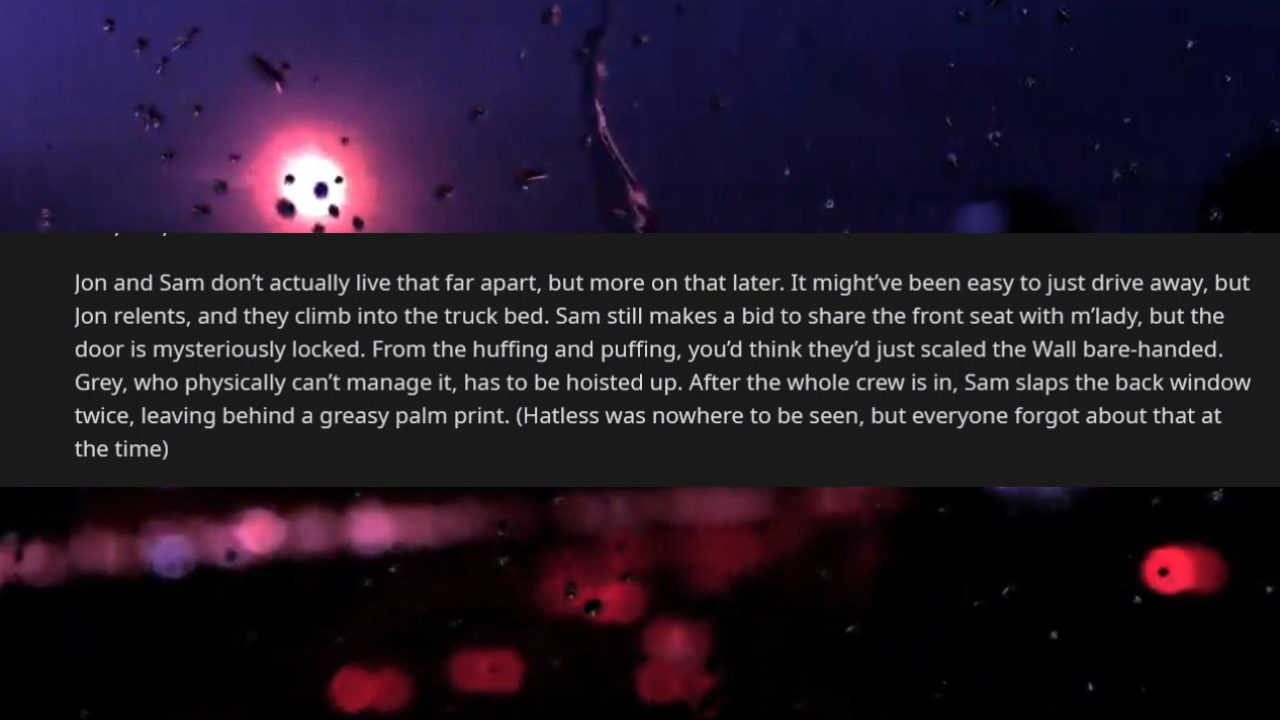 Jon and Sam don’t actually live that far apart, but more on that later. It might’ve been easy to just drive away, but
Jon relents, and they climb into the truck bed. Sam still makes a bid to share the front seat with m’lady, but the
door is mysteriously locked. From the huffing and puffing, you’d think they’d just scaled the Wall bare-handed.
Grey, who physically can’t manage it, has to be hoisted up. After the whole crew is in, Sam slaps the back window
twice, leaving behind a greasy palm print. (Hatless was nowhere to be seen, but everyone forgot about that at
the time)